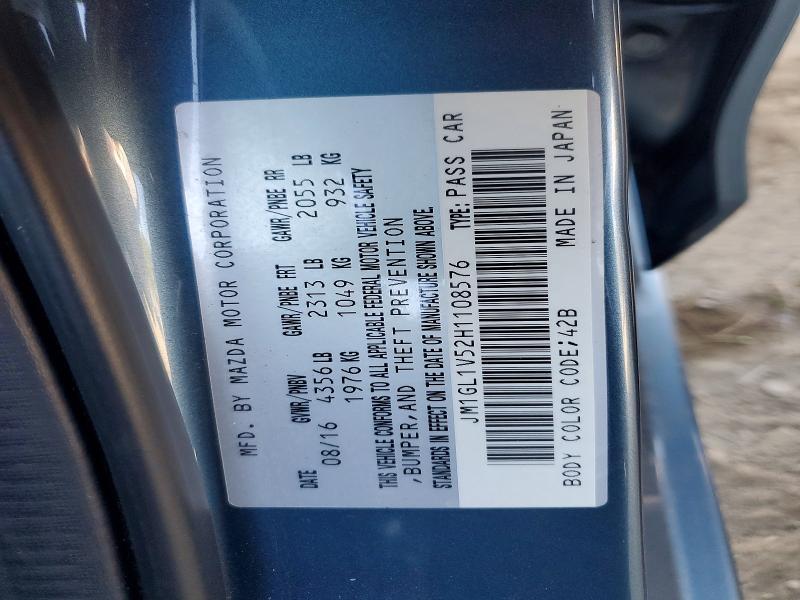 MFD. BY MAZDA MOTOR CORPORATION
DATE GVWR/PNBV GAWR/PNBE FRT GAWR/PNBE RR
08/16 4356 LB 2313 LB 2055 LB
1976 KG 1049 KG 932 KG
THIS VEHICLE CONFORMS TO ALL APPLICABLE FEDERAL MOTOR VEHICLE SAFETY
, BUMPER, AND THEFT PREVENTION
STANDARDS IN EFFECT ON THE DATE OF MANUFACTURE SHOWN ABOVE.
JM1GL1V52H1108576 TYPE: PASS CAR
BODY COLOR CODE;42B MADE IN JAPAN